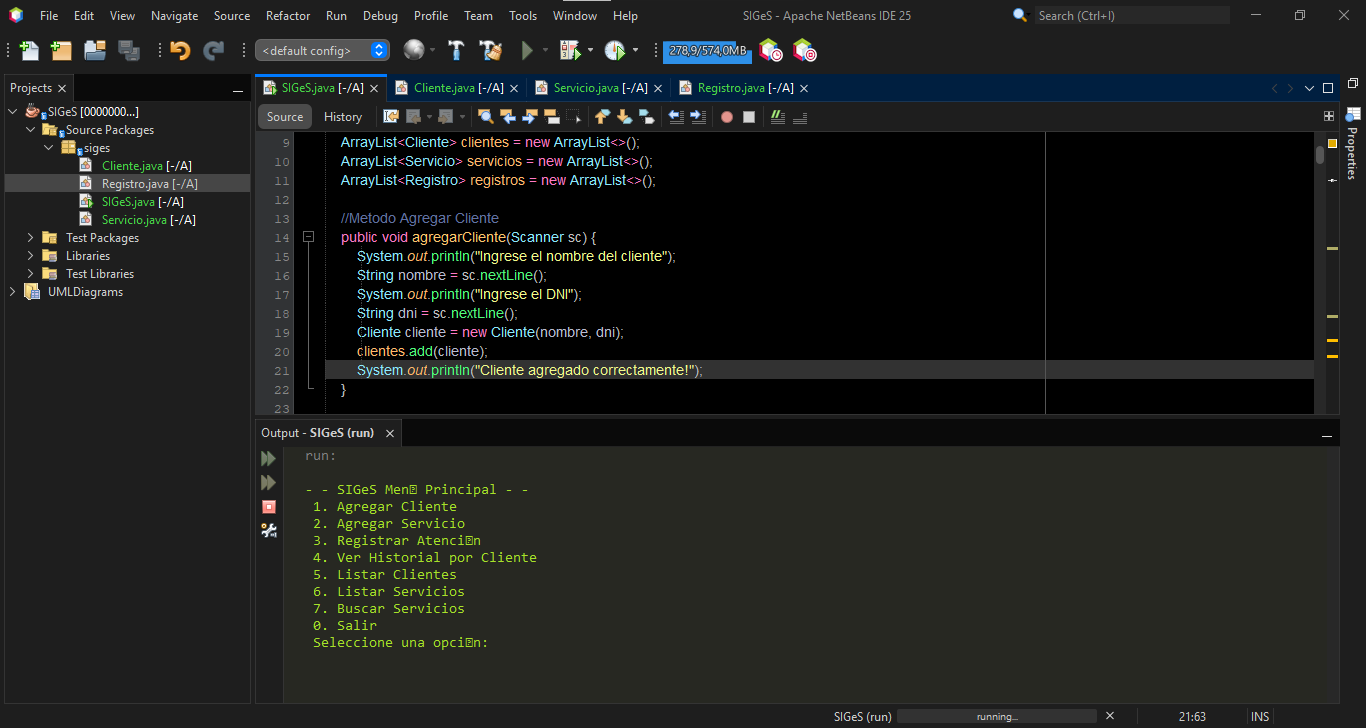 File Edit View Navigate Source Refactor Run Debug Profile Team Tools Window Help SIGeS - Apache NetBeans IDE 25 Search (Ctrl+I)
<default config> 278,9/574,0MB
Projects
SIGeS [0000000...]
Source Packages
siges
Cliente.java [-/A]
Registro.java [-/A]
SIGeS.java [-/A]
Servicio.java [-/A]
Test Packages
Libraries
Test Libraries
UMLDiagrams
SIGeS.java [-/A] Cliente.java [-/A] Servicio.java [-/A] Registro.java [-/A]
Source History
9 ArrayList<Cliente> clientes = new ArrayList<>();
10 ArrayList<Servicio> servicios = new ArrayList<>();
11 ArrayList<Registro> registros = new ArrayList<>();
12
13 //Metodo Agregar Cliente
14 public void agregarCliente(Scanner sc) {
15 System.out.println("Ingrese el nombre del cliente");
16 String nombre = sc.nextLine();
17 System.out.println("Ingrese el DNI");
18 String dni = sc.nextLine();
19 Cliente cliente = new Cliente(nombre, dni);
20 clientes.add(cliente);
21 System.out.println("Cliente agregado correctamente!");
22 }
23
Properties
Output - SIGeS (run)
run:
- - SIGeS Men� Principal - -
1. Agregar Cliente
2. Agregar Servicio
3. Registrar Atenci�n
4. Ver Historial por Cliente
5. Listar Clientes
6. Listar Servicios
7. Buscar Servicios
0. Salir
Seleccione una opci�n:
SIGeS (run) running... 21:63 INS